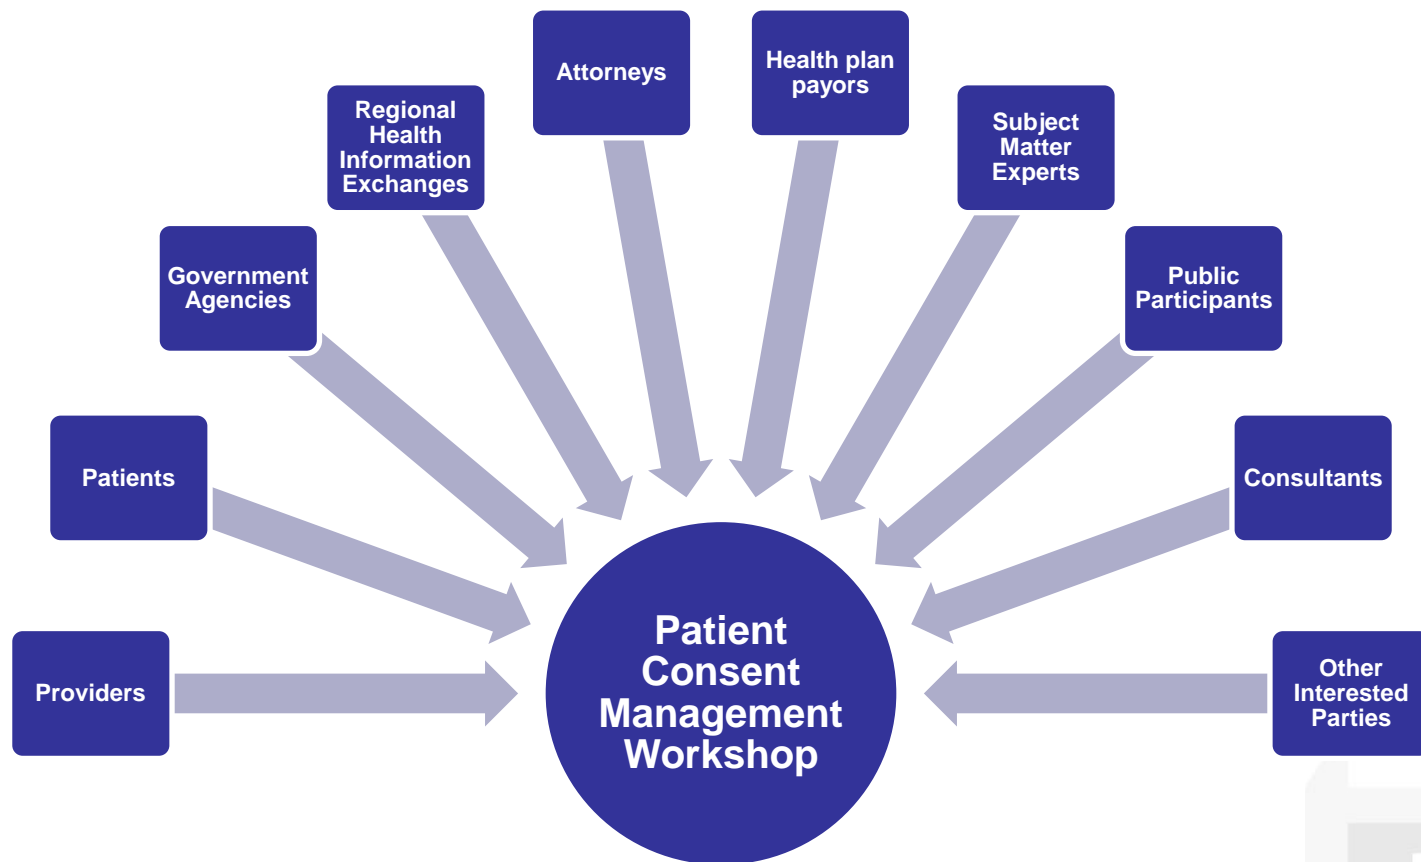 Attorneys
Health plan
payors
Regional
Health
Information
Exchanges
Subject
Matter
Experts
Government
Agencies
Public
Participants
Patients
Consultants
Providers
Patient
Consent
Management
Workshop
Other
Interested
Parties